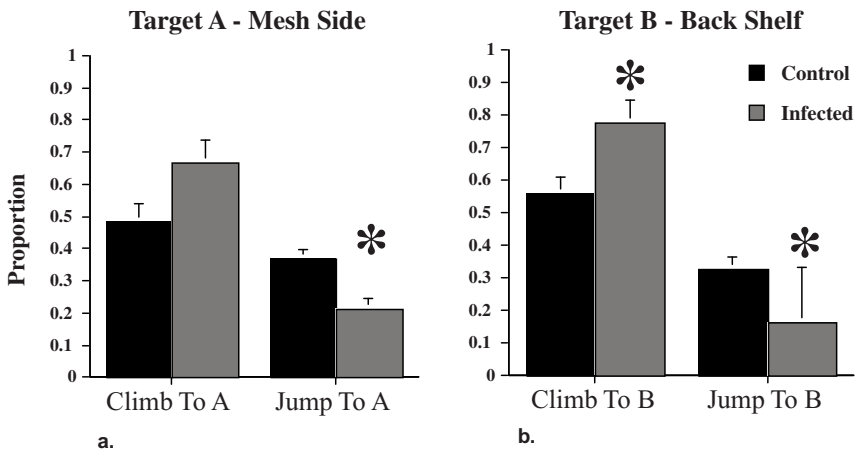 Target A - Mesh Side
Proportion
1
0.9
0.8
0.7
0.6
0.5
0.4
0.3
0.2
0.1
0
Climb To A Jump To A
a.
Target B - Back Shelf
1
0.9
0.8
0.7
0.6
0.5
0.4
0.3
0.2
0.1
0
*
*
*
Control
Infected
Climb To B Jump To B
b.